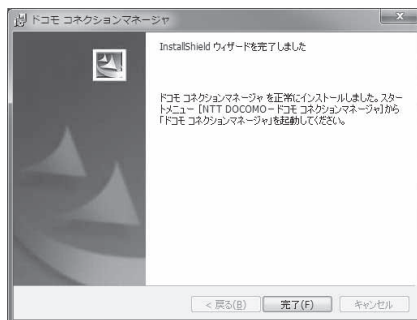 ドコモ コネクションマネージャ
InstallShield ウィザードを完了しました
ドコモ コネクションマネージャ を正常にインストールしました。スター
トメニュー [NTT DOCOMO－ドコモ コネクションマネージャ]から
「ドコモ コネクションマネージャ」を起動してください。
< 戻る(B)
完了(F)
キャンセル